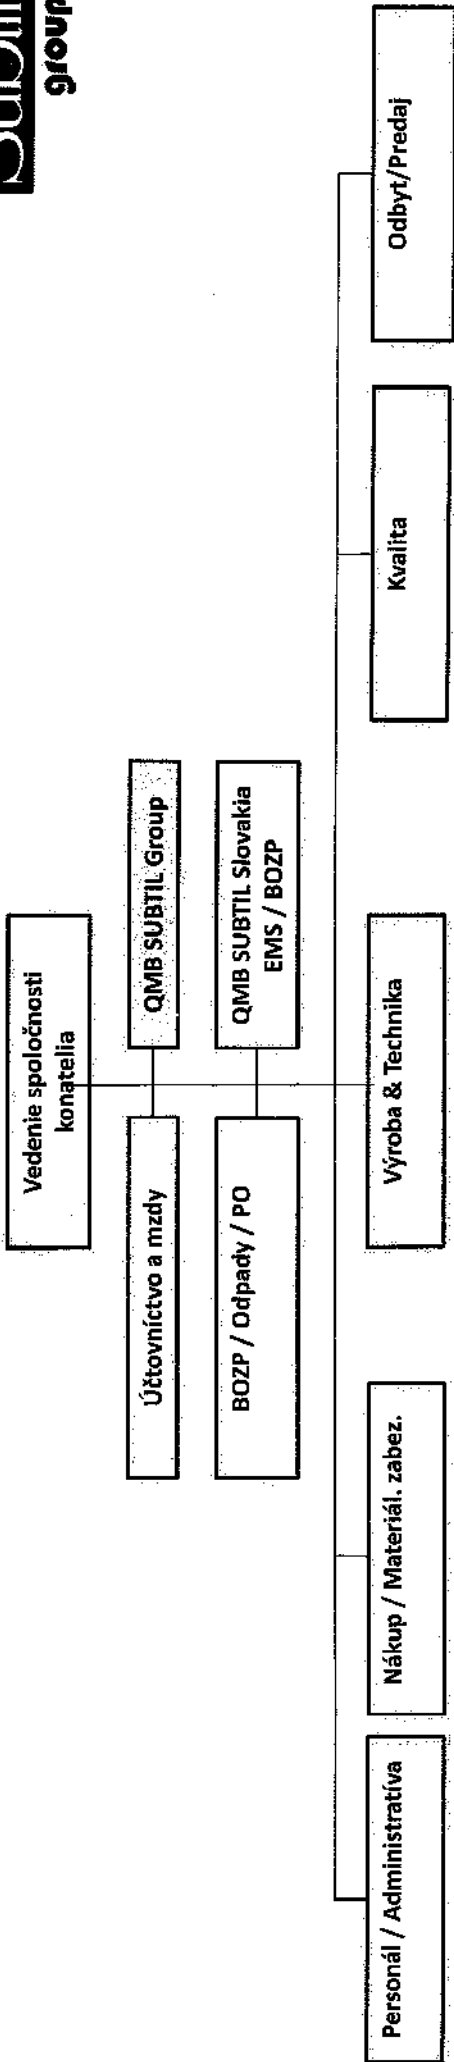 Subtil
group
Vedenie spoločnosti
konatelia
Účtovníctvo a mzdy
QMB SUBTIL Group
BOZP / Odpady / PO
QMB SUBTIL Slovakia
EMS / BOZP
Personál / Administratíva
Nákup / Materiál. zabez.
Výroba & Technika
Kvalita
Odbyt/Predaj